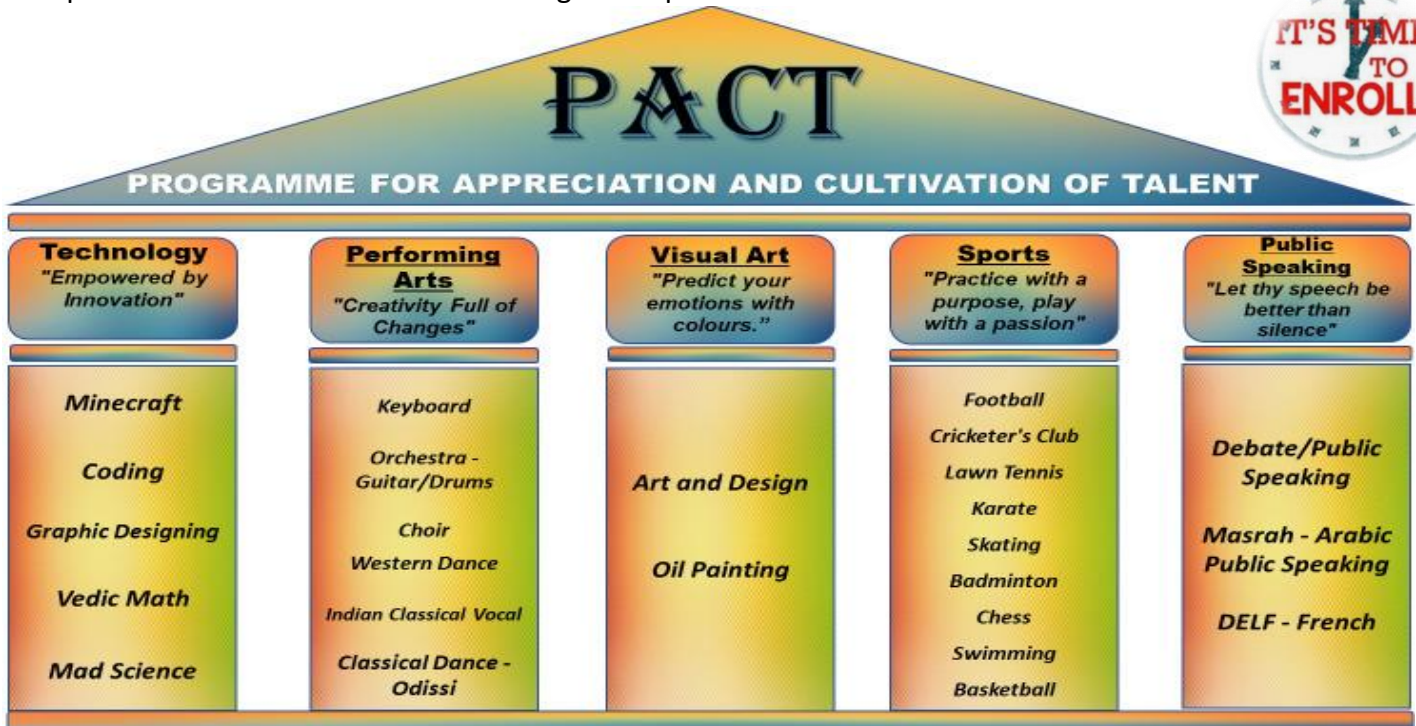 IT'S TIME
TO
ENROLL
PACT
PROGRAMME FOR APPRECIATION AND CULTIVATION OF TALENT
Technology
"Empowered by
Innovation"
Minecraft
Coding
Graphic Designing
Vedic Math
Mad Science
Performing
Arts
"Creativity Full of
Changes"
Keyboard
Orchestra -
Guitar/Drums
Choir
Western Dance
Indian Classical Vocal
Classical Dance -
Odissi
Visual Art
"Predict your
emotions with
colours.”
Art and Design
Oil Painting
Sports
"Practice with a
purpose, play
with a passion"
Football
Cricketer's Club
Lawn Tennis
Karate
Skating
Badminton
Chess
Swimming
Basketball
Public
Speaking
"Let thy speech be
better than
silence"
Debate/Public
Speaking
Masrah - Arabic
Public Speaking
DELF - French